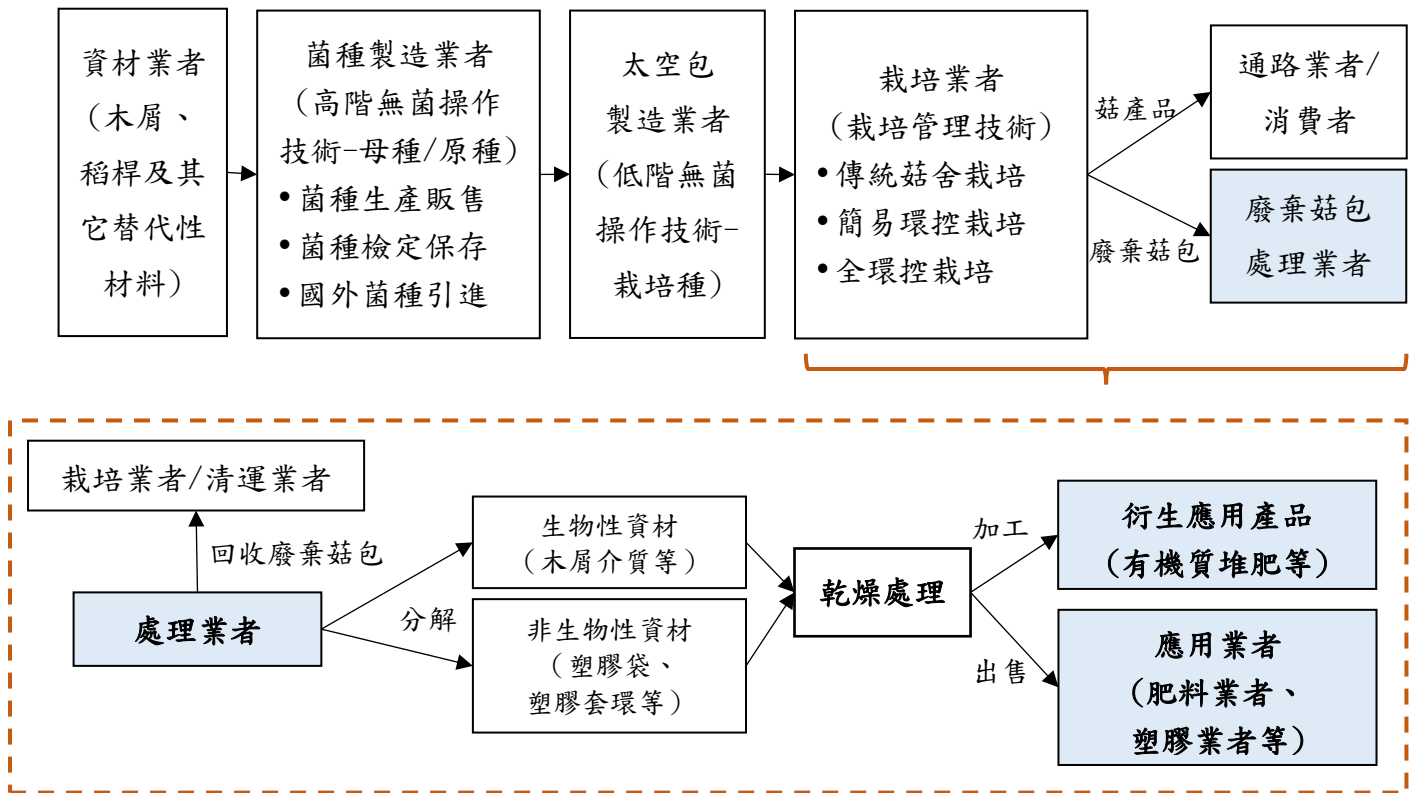 資材業者
（木屑、
稻桿及其
它替代性
材料）
菌種製造業者
（高階無菌操作
技術-母種/原種）
•菌種生產販售
•菌種檢定保存
•國外菌種引進
太空包
製造業者
（低階無菌
操作技術-
栽培種）
栽培業者
（栽培管理技術）
•傳統菇舍栽培
•簡易環控栽培
•全環控栽培
菇產品
廢棄菇包
通路業者/
消費者
廢棄菇包
處理業者
栽培業者/清運業者
回收廢棄菇包
處理業者
分解
生物性資材
（木屑介質等）
非生物性資材
（塑膠袋、
塑膠套環等）
乾燥處理
加工
出售
衍生應用產品
（有機質堆肥等）
應用業者
（肥料業者、
塑膠業者等）